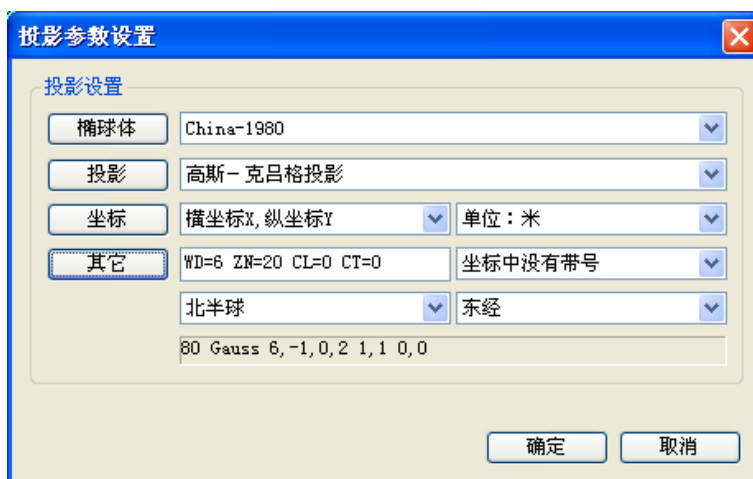 投影参数设置
投影设置
椭球体 China-1980
投影 高斯-克吕格投影
坐标 横坐标X,纵坐标Y 单位:米
其它 WD=6 ZN=20 CL=0 CT=0 坐标中没有带号
北半球 东经
80 Gauss 6,-1,0,2 1,1 0,0
确定 取消